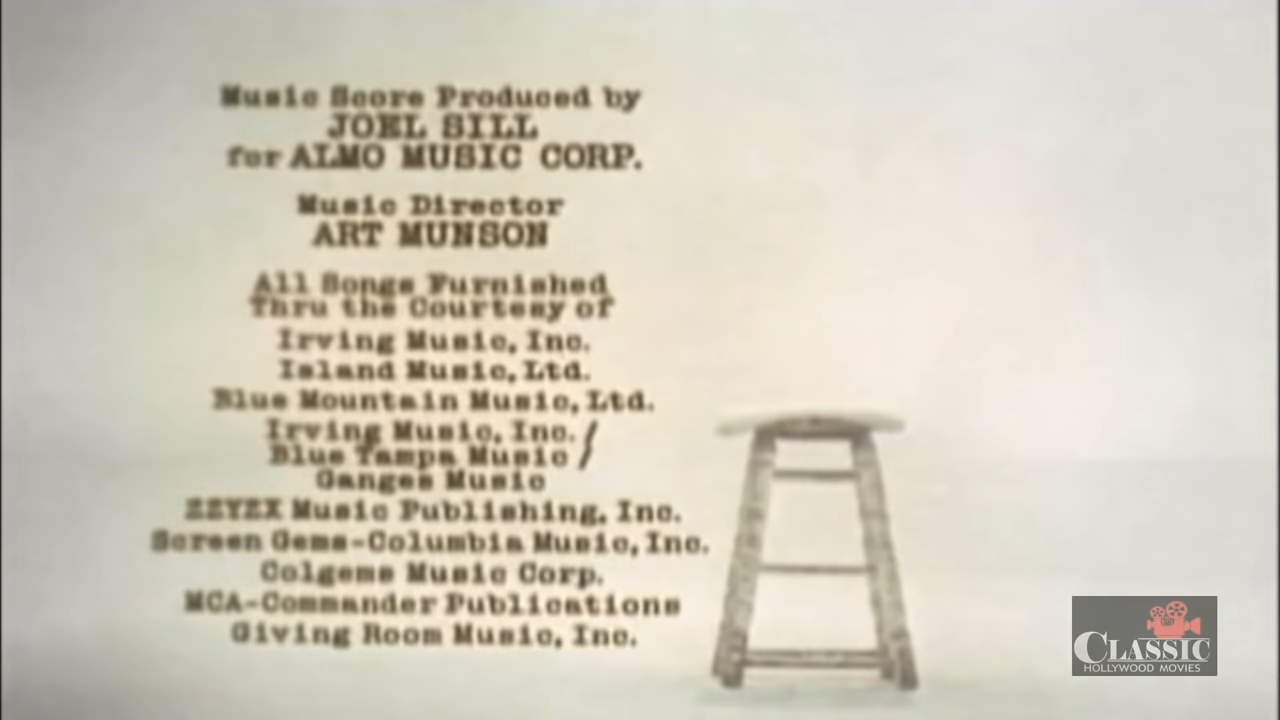 Music Score Produced by
JOEL SILL
for ALMO MUSIC CORP.
Music Director
ART MUNSON
All Songs Furnished
Thru the Courtesy of
Irving Music, Inc.
Island Music, Ltd.
Blue Mountain Music, Ltd.
Irving Music, Inc. /
Blue Tampa Music /
Ganges Music
ZZYZX Music Publishing, Inc.
Screen Gems-Columbia Music, Inc.
Colgems Music Corp.
MCA-Commander Publications
Giving Room Music, Inc.
CLASSIC
HOLLYWOOD MOVIES